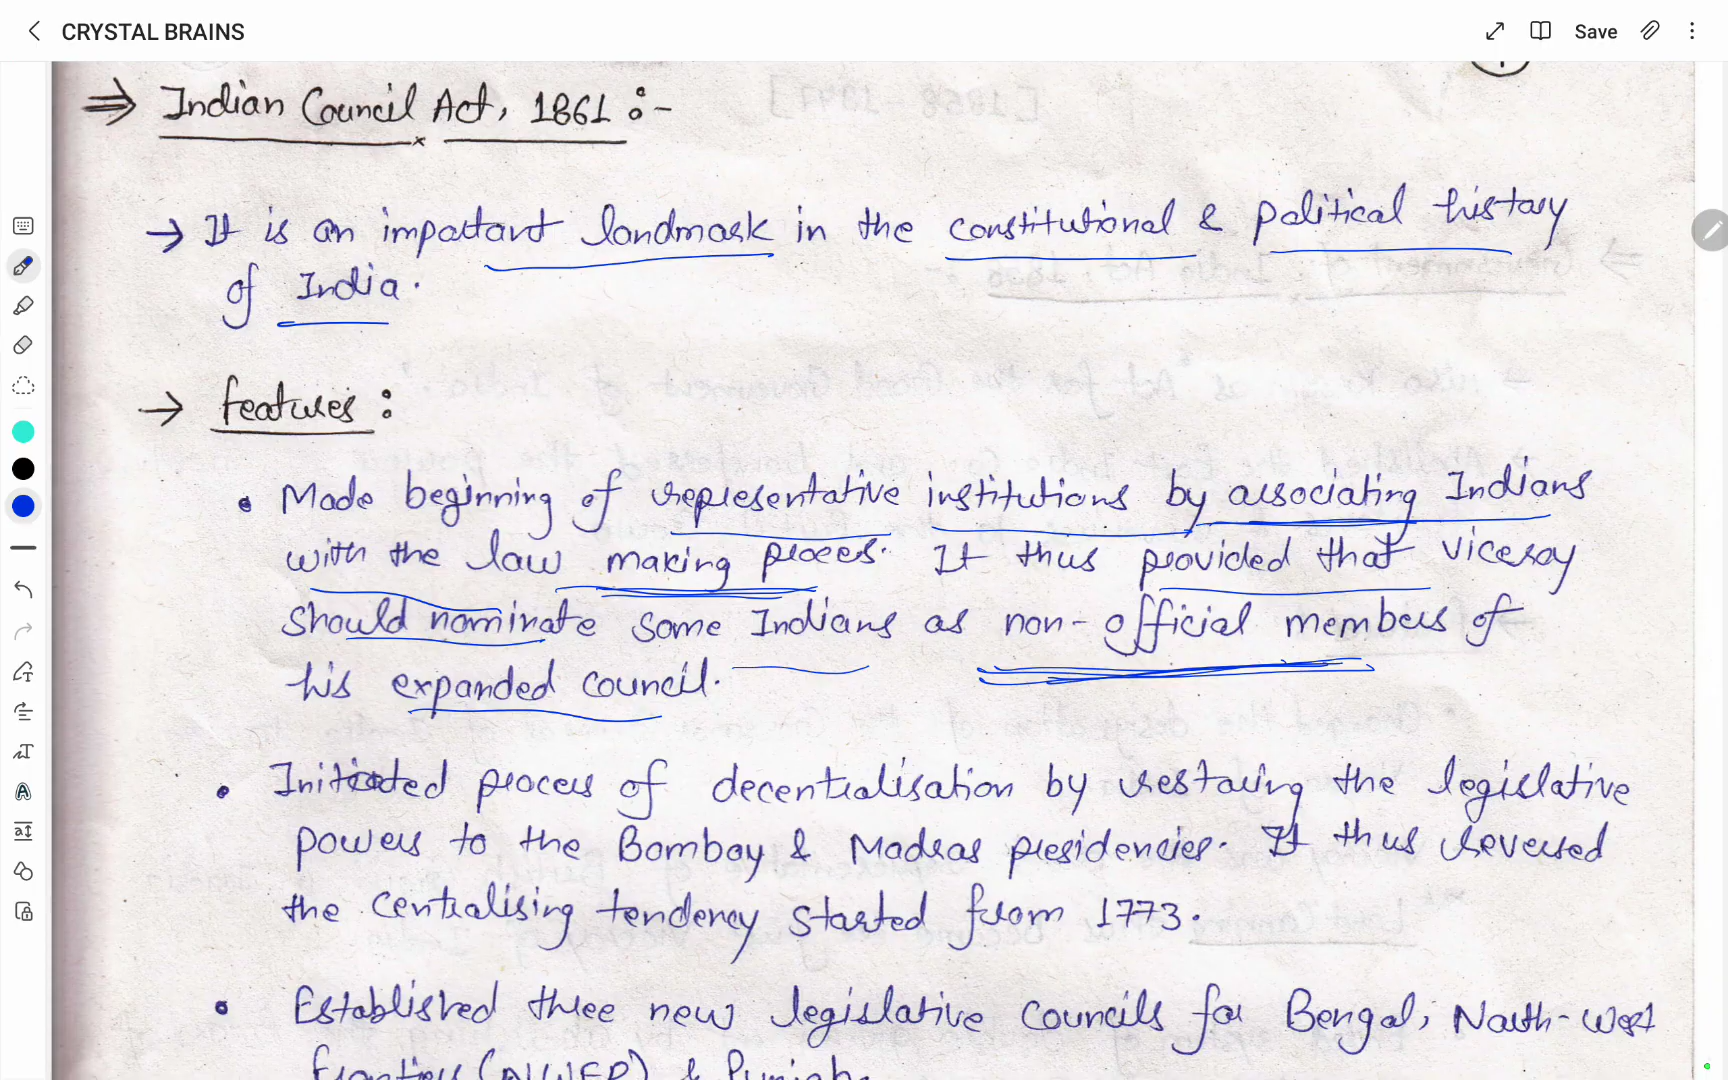 CRYSTAL BRAINS
Save
⇒ Indian Council Act, 1861 :-
→ It is an important landmask in the constitutional & political history
of India.
→ features :
• Made beginning of representative institutions by associating Indians
with the law making process. It thus provided that viceroy
should nominate some Indians as non-official members of
his expanded council.
• Initiated process of decentralisation by restoring the legislative
powers to the Bombay & Madras presidencies. It thus reversed
the centralising tendency started from 1773.
• Established three new legislative councils for Bengal, North-West
frontier (NWFP) & Punjab.